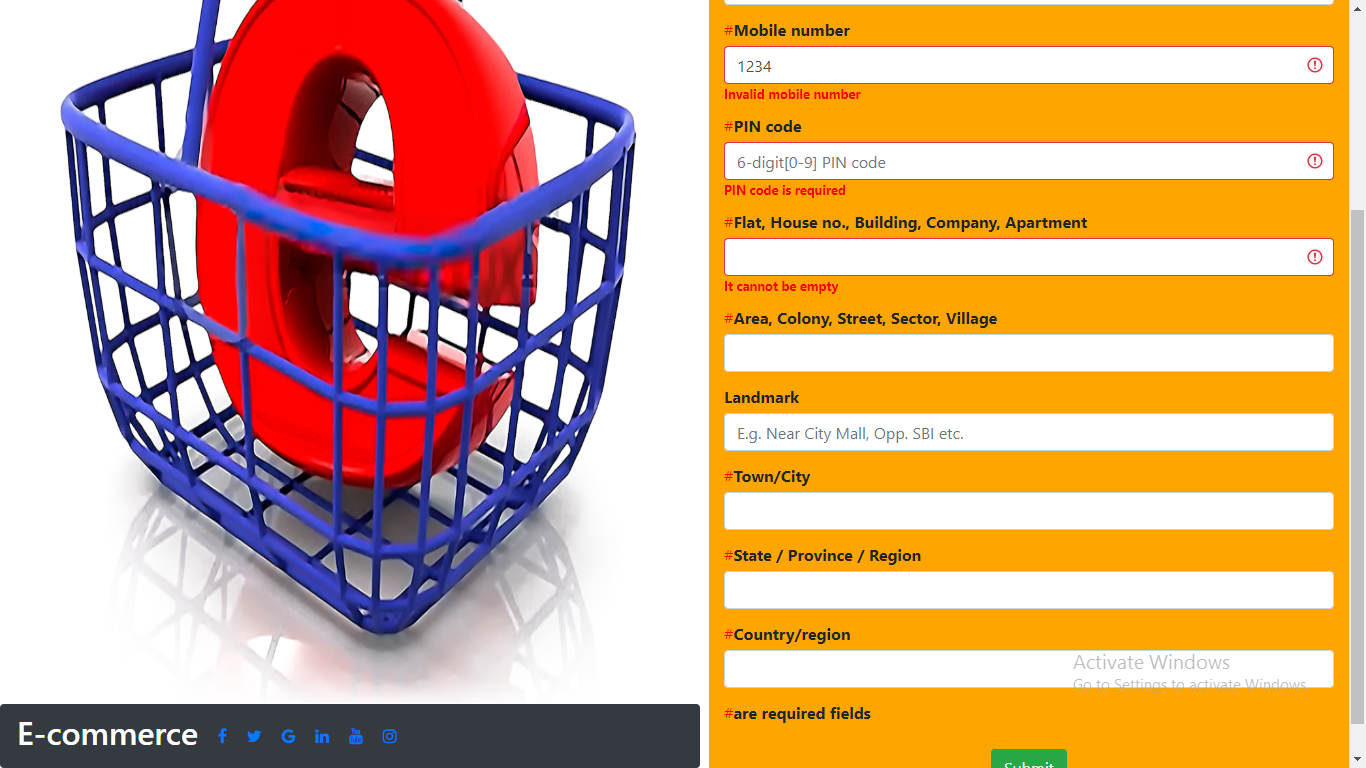 #Mobile number
1234
Invalid mobile number
#PIN code
6-digit[0-9] PIN code
PIN code is required
#Flat, House no., Building, Company, Apartment
It cannot be empty
#Area, Colony, Street, Sector, Village
Landmark
E.g. Near City Mall, Opp. SBI etc.
#Town/City
#State / Province / Region
#Country/region
Activate Windows
Go to Settings to activate Windows.
#are required fields
Submit
E-commerce